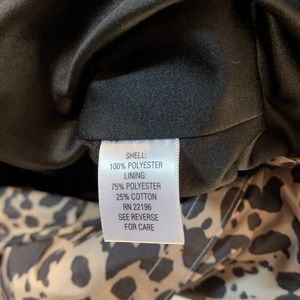 SHELL:
100% POLYESTER
LINING:
75% POLYESTER
25% COTTON
RN 22196
SEE REVERSE
FOR CARE